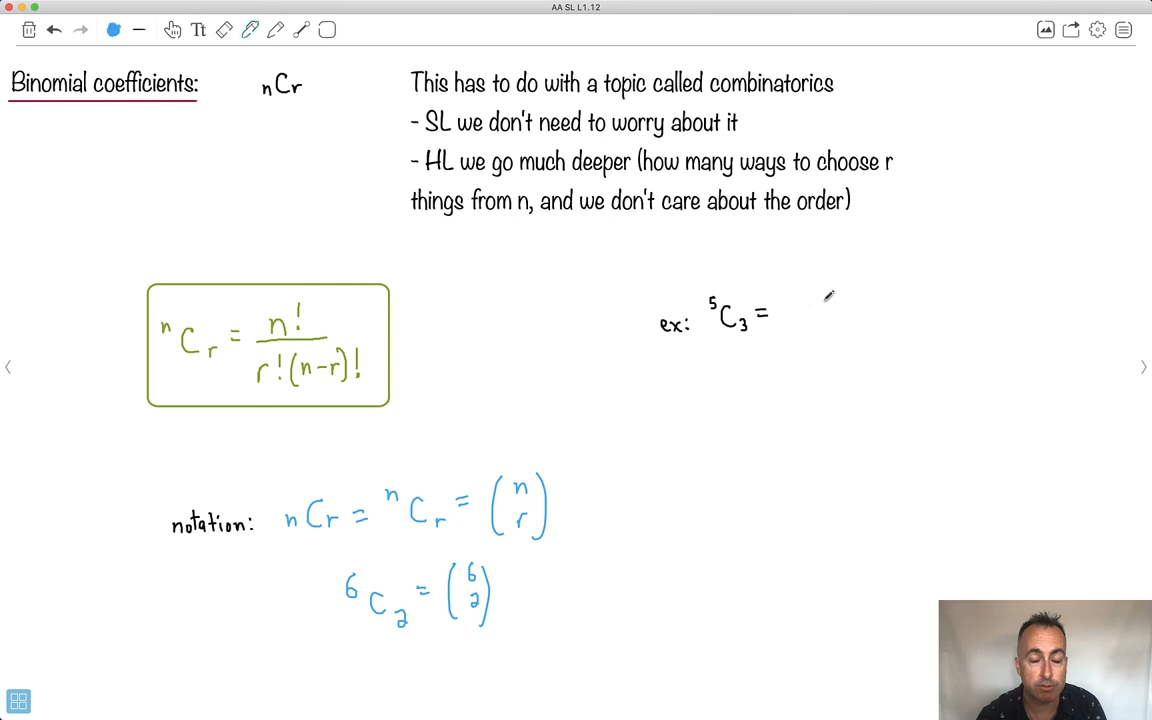 AA SL L1.12
Tt
Binomial coefficients: nCr
This has to do with a topic called combinatorics
- SL we don't need to worry about it
- HL we go much deeper (how many ways to choose r
things from n, and we don't care about the order)
ⁿCᵣ = n! / r!(n-r)!
ex: ⁵C₃ =
notation: nCr = ⁿCᵣ = (n r)
⁶C₂ = (6 2)